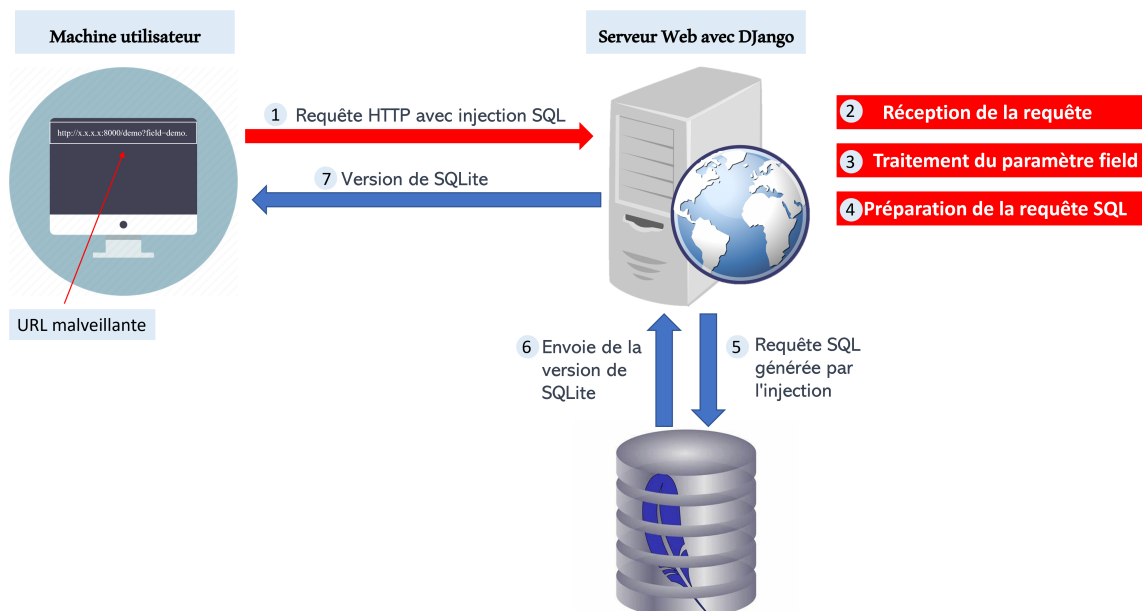 Machine utilisateur
Serveur Web avec DJango
http://x.x.x.x:8000/demo?field=demo.
1 Requête HTTP avec injection SQL
7 Version de SQLite
2 Réception de la requête
3 Traitement du paramètre field
4 Préparation de la requête SQL
URL malveillante
6 Envoie de la
version de
SQLite
5 Requête SQL
générée par
l'injection